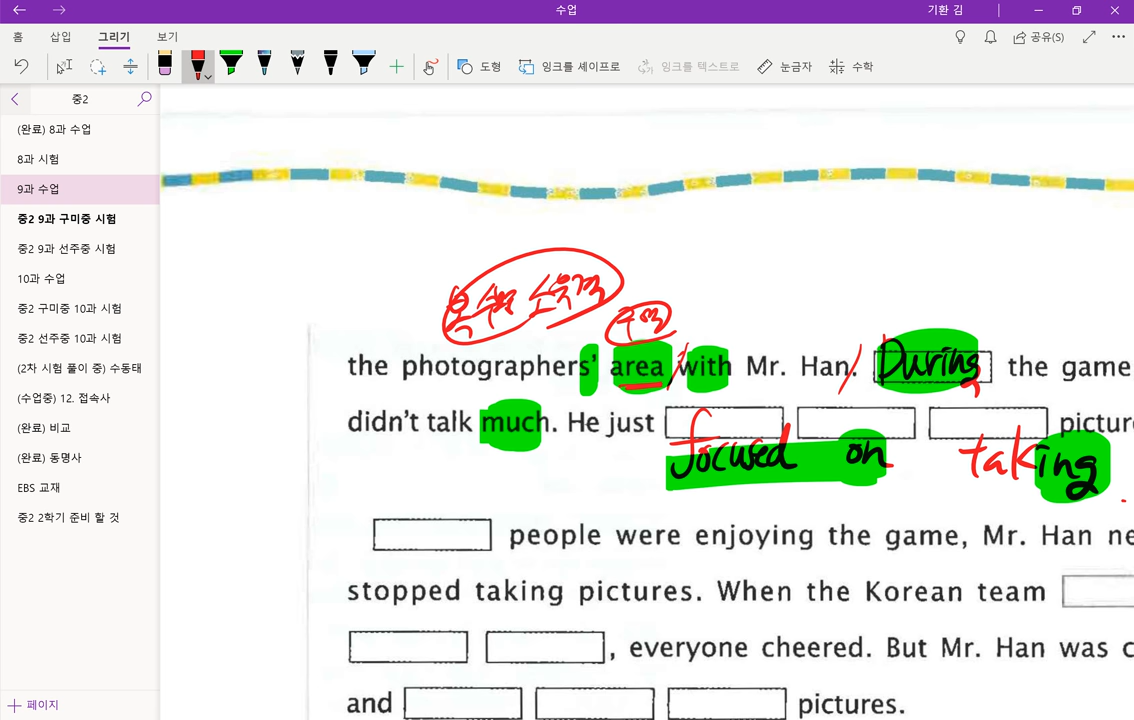 수업
기환 김
홈 삽입 그리기 보기
공유(S)
도형 잉크를 셰이프로 잉크를 텍스트로 눈금자 수학
중2
(완료) 8과 수업
8과 시험
9과 수업
중2 9과 구미중 시험
중2 9과 선주중 시험
10과 수업
중2 구미중 10과 시험
중2 선주중 10과 시험
(2차 시험 풀이 중) 수동태
(수업중) 12. 접속사
(완료) 비교
(완료) 동명사
EBS 교재
중2 2학기 준비 할 것
페이지
복수 소유격
the photographers' area with Mr. Han. During the game
didn't talk much. He just pictur
focused on taking
people were enjoying the game, Mr. Han ne
stopped taking pictures. When the Korean team
, everyone cheered. But Mr. Han was c
and pictures.